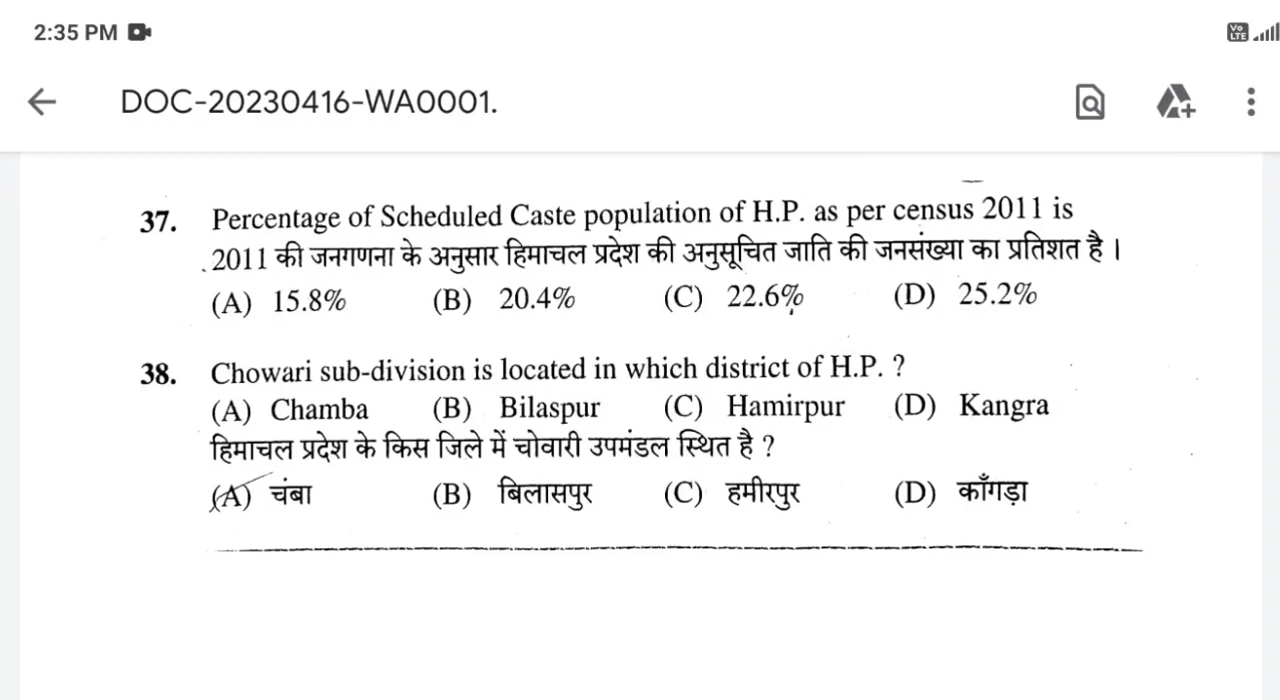 2:35 PM
Vo LTE
DOC-20230416-WA0001.
37. Percentage of Scheduled Caste population of H.P. as per census 2011 is
2011 की जनगणना के अनुसार हिमाचल प्रदेश की अनुसूचित जाति की जनसंख्या का प्रतिशत है ।
(A) 15.8% (B) 20.4% (C) 22.6% (D) 25.2%
38. Chowari sub-division is located in which district of H.P. ?
(A) Chamba (B) Bilaspur (C) Hamirpur (D) Kangra
हिमाचल प्रदेश के किस जिले में चोवारी उपमंडल स्थित है ?
(A) चंबा (B) बिलासपुर (C) हमीरपुर (D) काँगड़ा